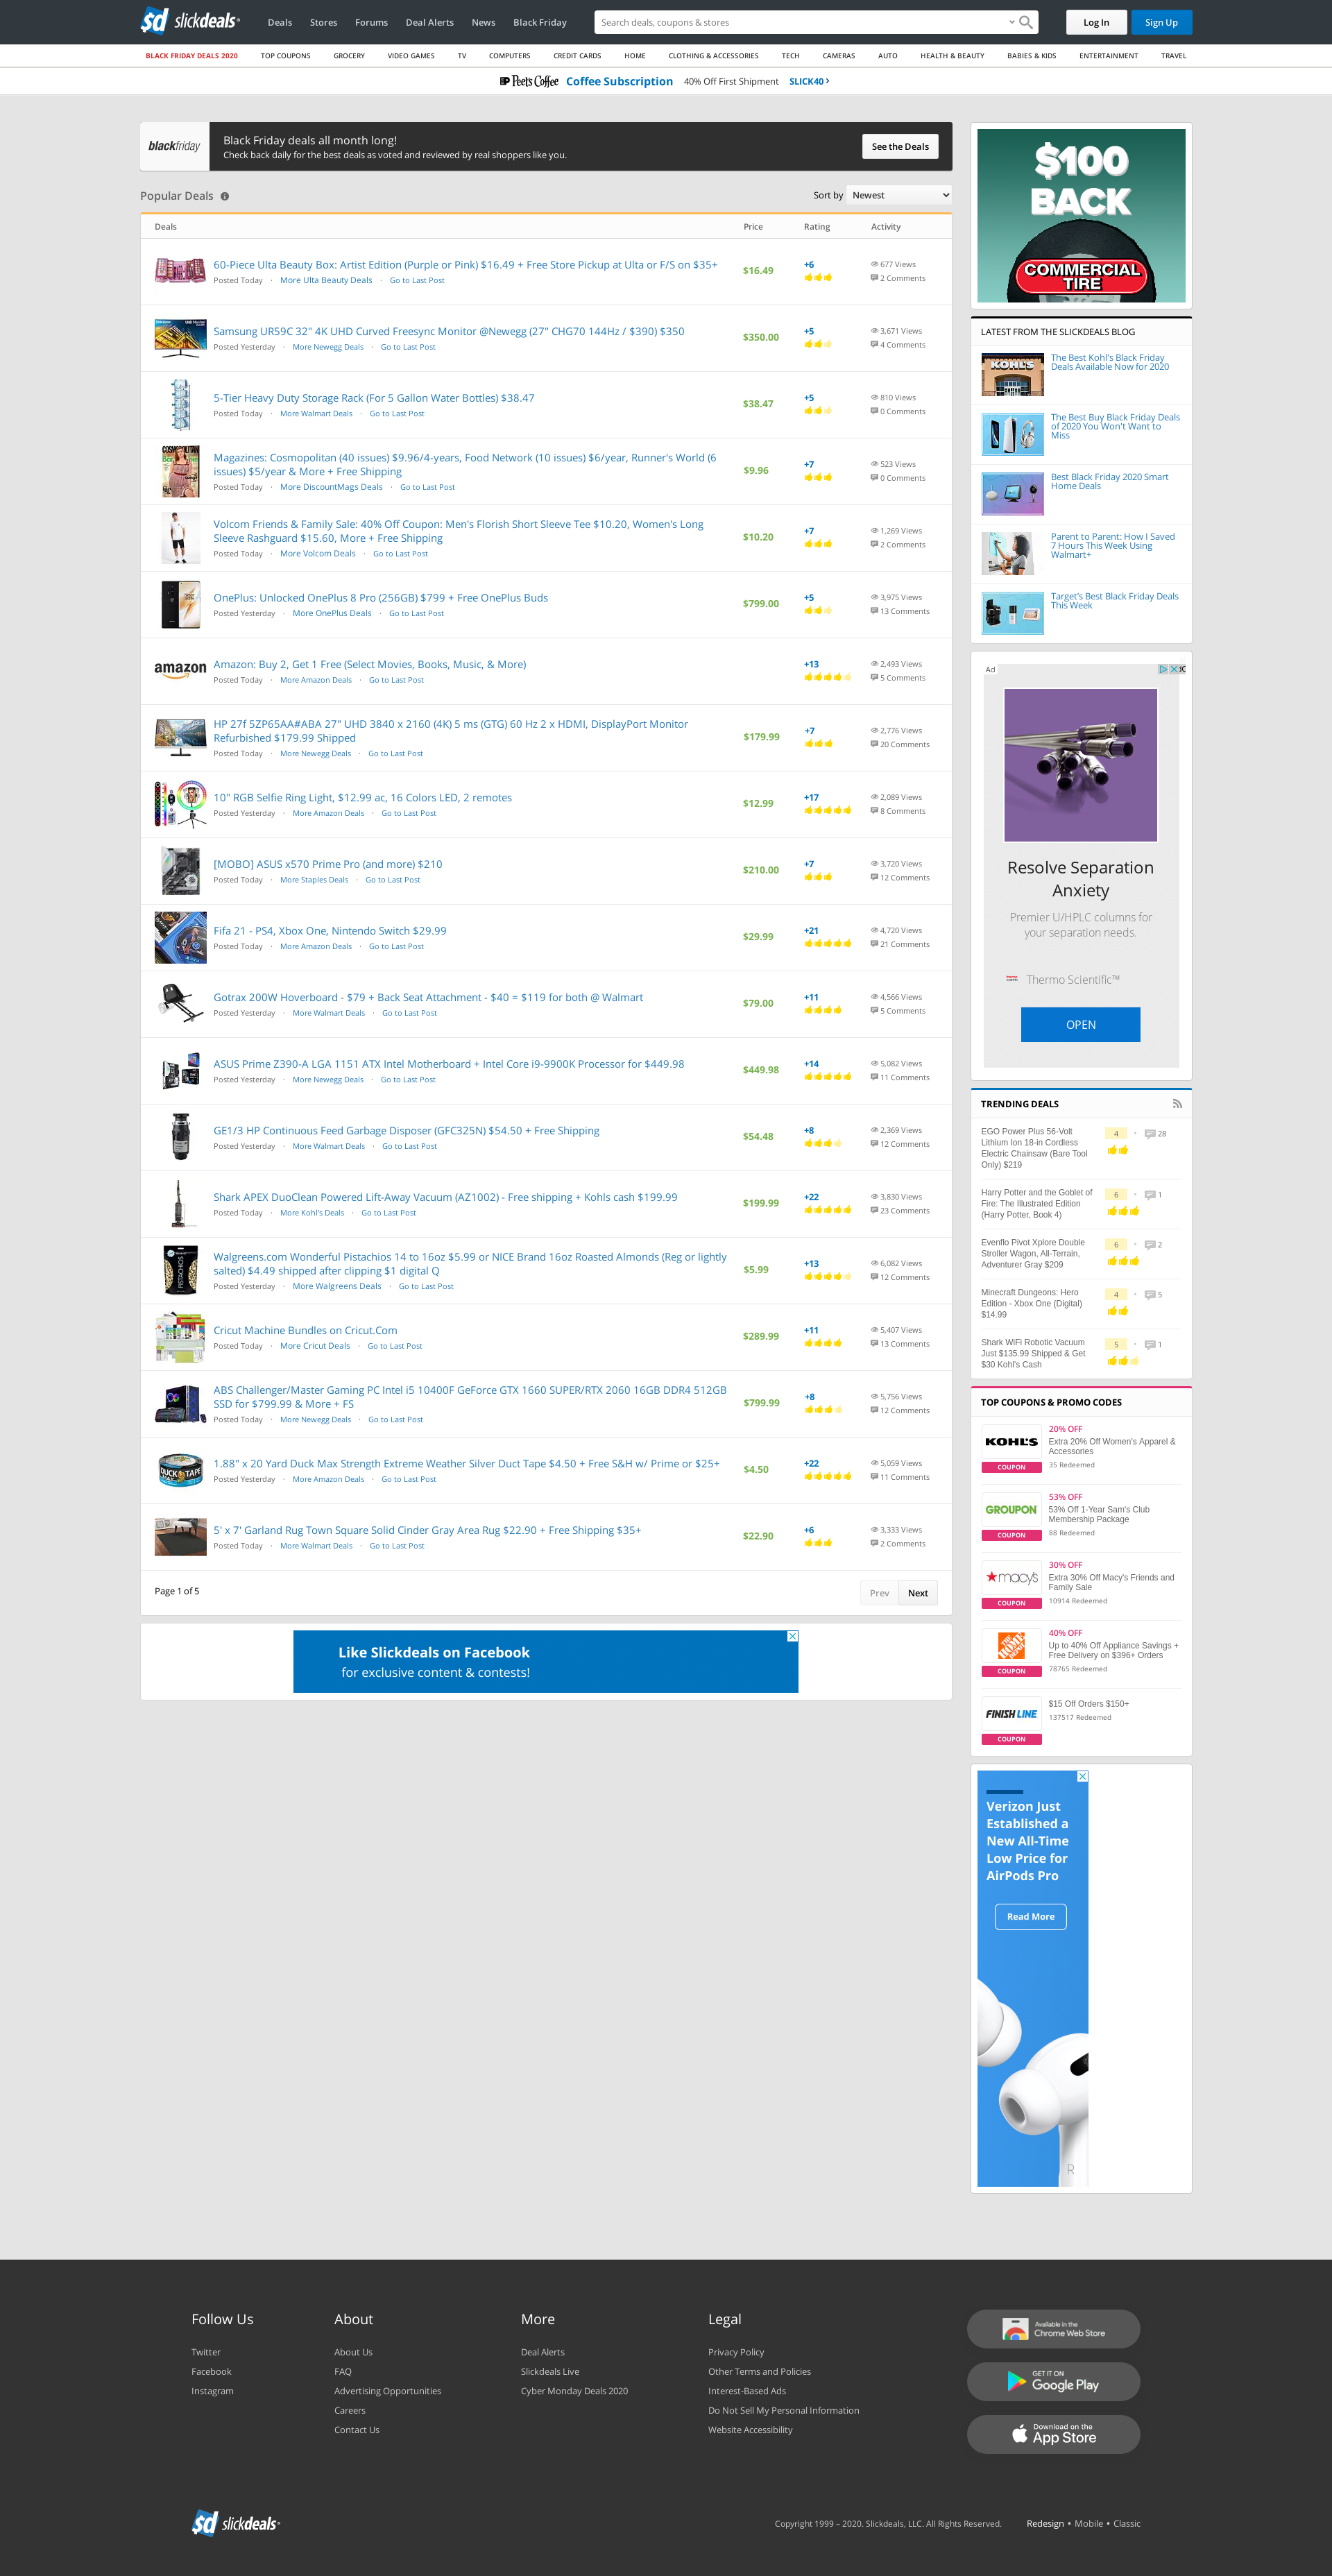 sd slickdeals
Deals Stores Forums Deal Alerts News Black Friday
Search deals, coupons & stores
Log In
Sign Up
BLACK FRIDAY DEALS 2020 TOP COUPONS GROCERY VIDEO GAMES TV COMPUTERS CREDIT CARDS HOME CLOTHING & ACCESSORIES TECH CAMERAS AUTO HEALTH & BEAUTY BABIES & KIDS ENTERTAINMENT TRAVEL
Peet's Coffee Coffee Subscription 40% Off First Shipment SLICK40
blackfriday
Black Friday deals all month long!
Check back daily for the best deals as voted and reviewed by real shoppers like you.
See the Deals
Popular Deals
Sort by Newest
Deals Price Rating Activity
60-Piece Ulta Beauty Box: Artist Edition (Purple or Pink) $16.49 + Free Store Pickup at Ulta or F/S on $35+
Posted Today · More Ulta Beauty Deals · Go to Last Post
$16.49
+6
677 Views
2 Comments
Samsung UR59C 32" 4K UHD Curved Freesync Monitor @Newegg (27" CHG70 144Hz / $390) $350
Posted Yesterday · More Newegg Deals · Go to Last Post
$350.00
+5
3,671 Views
4 Comments
5-Tier Heavy Duty Storage Rack (For 5 Gallon Water Bottles) $38.47
Posted Today · More Walmart Deals · Go to Last Post
$38.47
+5
810 Views
0 Comments
COSMOPOLITAN
Magazines: Cosmopolitan (40 issues) $9.96/4-years, Food Network (10 issues) $6/year, Runner's World (6
issues) $5/year & More + Free Shipping
Posted Today · More DiscountMags Deals · Go to Last Post
$9.96
+7
523 Views
0 Comments
Volcom Friends & Family Sale: 40% Off Coupon: Men's Florish Short Sleeve Tee $10.20, Women's Long
Sleeve Rashguard $15.60, More + Free Shipping
Posted Today · More Volcom Deals · Go to Last Post
$10.20
+7
1,269 Views
2 Comments
OnePlus: Unlocked OnePlus 8 Pro (256GB) $799 + Free OnePlus Buds
Posted Yesterday · More OnePlus Deals · Go to Last Post
$799.00
+5
3,975 Views
13 Comments
amazon
Amazon: Buy 2, Get 1 Free (Select Movies, Books, Music, & More)
Posted Today · More Amazon Deals · Go to Last Post
+13
2,493 Views
5 Comments
HP 27f 5ZP65AA#ABA 27" UHD 3840 x 2160 (4K) 5 ms (GTG) 60 Hz 2 x HDMI, DisplayPort Monitor
Refurbished $179.99 Shipped
Posted Today · More Newegg Deals · Go to Last Post
$179.99
+7
2,776 Views
20 Comments
10" RGB Selfie Ring Light, $12.99 ac, 16 Colors LED, 2 remotes
Posted Yesterday · More Amazon Deals · Go to Last Post
$12.99
+17
2,089 Views
8 Comments
[MOBO] ASUS x570 Prime Pro (and more) $210
Posted Today · More Staples Deals · Go to Last Post
$210.00
+7
3,720 Views
12 Comments
Fifa 21 - PS4, Xbox One, Nintendo Switch $29.99
Posted Today · More Amazon Deals · Go to Last Post
$29.99
+21
4,720 Views
21 Comments
Gotrax 200W Hoverboard - $79 + Back Seat Attachment - $40 = $119 for both @ Walmart
Posted Yesterday · More Walmart Deals · Go to Last Post
$79.00
+11
4,566 Views
5 Comments
ASUS Prime Z390-A LGA 1151 ATX Intel Motherboard + Intel Core i9-9900K Processor for $449.98
Posted Yesterday · More Newegg Deals · Go to Last Post
$449.98
+14
5,082 Views
11 Comments
GE1/3 HP Continuous Feed Garbage Disposer (GFC325N) $54.50 + Free Shipping
Posted Yesterday · More Walmart Deals · Go to Last Post
$54.48
+8
2,369 Views
12 Comments
Shark APEX DuoClean Powered Lift-Away Vacuum (AZ1002) - Free shipping + Kohls cash $199.99
Posted Today · More Kohl's Deals · Go to Last Post
$199.99
+22
3,830 Views
23 Comments
PISTACHIOS
Walgreens.com Wonderful Pistachios 14 to 16oz $5.99 or NICE Brand 16oz Roasted Almonds (Reg or lightly
salted) $4.49 shipped after clipping $1 digital Q
Posted Yesterday · More Walgreens Deals · Go to Last Post
$5.99
+13
6,082 Views
12 Comments
Cricut Machine Bundles on Cricut.Com
Posted Today · More Cricut Deals · Go to Last Post
$289.99
+11
5,407 Views
13 Comments
ABS Challenger/Master Gaming PC Intel i5 10400F GeForce GTX 1660 SUPER/RTX 2060 16GB DDR4 512GB
SSD for $799.99 & More + FS
Posted Today · More Newegg Deals · Go to Last Post
$799.99
+8
5,756 Views
12 Comments
DUCK TAPE
1.88" x 20 Yard Duck Max Strength Extreme Weather Silver Duct Tape $4.50 + Free S&H w/ Prime or $25+
Posted Yesterday · More Amazon Deals · Go to Last Post
$4.50
+22
5,059 Views
11 Comments
5' x 7' Garland Rug Town Square Solid Cinder Gray Area Rug $22.90 + Free Shipping $35+
Posted Today · More Walmart Deals · Go to Last Post
$22.90
+6
3,333 Views
2 Comments
Page 1 of 5
Prev Next
Like Slickdeals on Facebook
for exclusive content & contests!
$100
BACK
COMMERCIAL
TIRE
LATEST FROM THE SLICKDEALS BLOG
KOHL'S
The Best Kohl's Black Friday
Deals Available Now for 2020
The Best Buy Black Friday Deals
of 2020 You Won't Want to
Miss
Best Black Friday 2020 Smart
Home Deals
Parent to Parent: How I Saved
7 Hours This Week Using
Walmart+
Target's Best Black Friday Deals
This Week
Ad
Resolve Separation
Anxiety
Premier U/HPLC columns for
your separation needs.
Thermo Scientific™
OPEN
TRENDING DEALS
EGO Power Plus 56-Volt
Lithium Ion 18-in Cordless
Electric Chainsaw (Bare Tool
Only) $219
4 • 28
Harry Potter and the Goblet of
Fire: The Illustrated Edition
(Harry Potter, Book 4)
6 • 1
Evenflo Pivot Xplore Double
Stroller Wagon, All-Terrain,
Adventurer Gray $209
6 • 2
Minecraft Dungeons: Hero
Edition - Xbox One (Digital)
$14.99
4 • 5
Shark WiFi Robotic Vacuum
Just $135.99 Shipped & Get
$30 Kohl's Cash
5 • 1
TOP COUPONS & PROMO CODES
KOHL'S
COUPON
20% OFF
Extra 20% Off Women's Apparel &
Accessories
35 Redeemed
GROUPON
COUPON
53% OFF
53% Off 1-Year Sam's Club
Membership Package
88 Redeemed
macy's
COUPON
30% OFF
Extra 30% Off Macy's Friends and
Family Sale
10914 Redeemed
COUPON
40% OFF
Up to 40% Off Appliance Savings +
Free Delivery on $396+ Orders
78765 Redeemed
FINISH LINE
COUPON
$15 Off Orders $150+
137517 Redeemed
Verizon Just
Established a
New All-Time
Low Price for
AirPods Pro
Read More
R
Follow Us
Twitter
Facebook
Instagram
About
About Us
FAQ
Advertising Opportunities
Careers
Contact Us
More
Deal Alerts
Slickdeals Live
Cyber Monday Deals 2020
Legal
Privacy Policy
Other Terms and Policies
Interest-Based Ads
Do Not Sell My Personal Information
Website Accessibility
Available in the
Chrome Web Store
GET IT ON
Google Play
Download on the
App Store
sd slickdeals
Copyright 1999 – 2020. Slickdeals, LLC. All Rights Reserved.
Redesign • Mobile • Classic